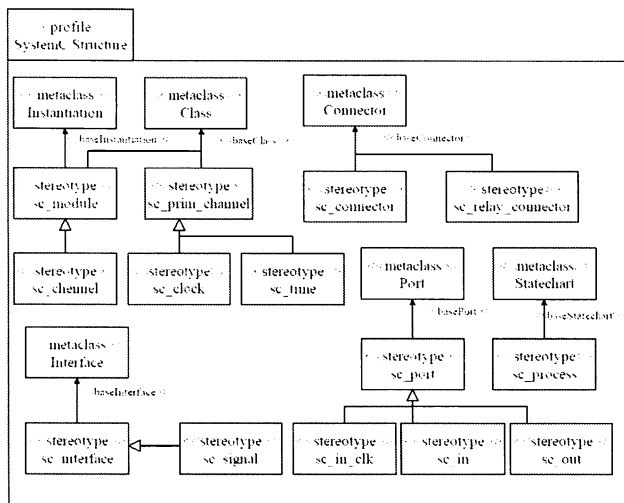 < profile >
SystemC Structure
< metaclass >
Instantiation
< metaclass >
Class
< metaclass >
Connector
<baseInstantiation>
<<baseClass>>
<<baseConnector>>
< stereotype >
sc_module
< stereotype >
sc_prim_channel
< stereotype >
sc_connector
< stereotype >
sc_relay_connector
< stereotype >
sc_channel
< stereotype >
sc_clock
< stereotype >
sc_time
< metaclass >
Port
< metaclass >
Statechart
<basePort>
<baseStatechart>
< metaclass >
Interface
<baseInterface>
< stereotype >
sc_port
< stereotype >
sc_process
< stereotype >
sc_interface
< stereotype >
sc_signal
< stereotype >
sc_in_clk
< stereotype >
sc_in
< stereotype >
sc_out